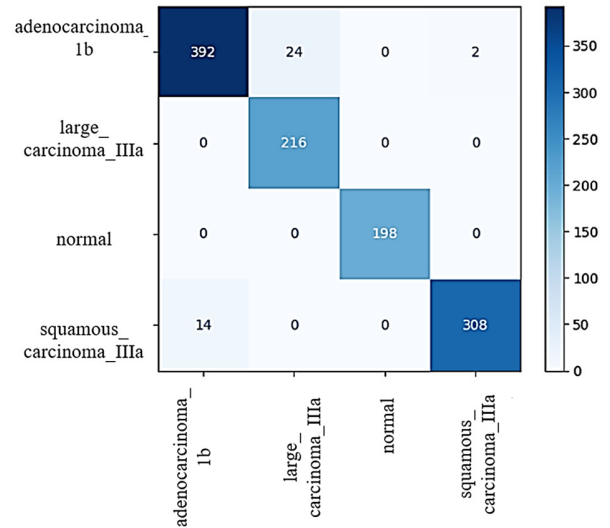 adenocarcinoma_
1b
392 24 0 2
large_
carcinoma_IIIa
0 216 0 0
normal
0 0 198 0
squamous_
carcinoma_IIIa
14 0 0 308
350
300
250
200
150
100
50
0
adenocarcinoma_
1b
large_
carcinoma_IIIa
normal
squamous_
carcinoma_IIIa